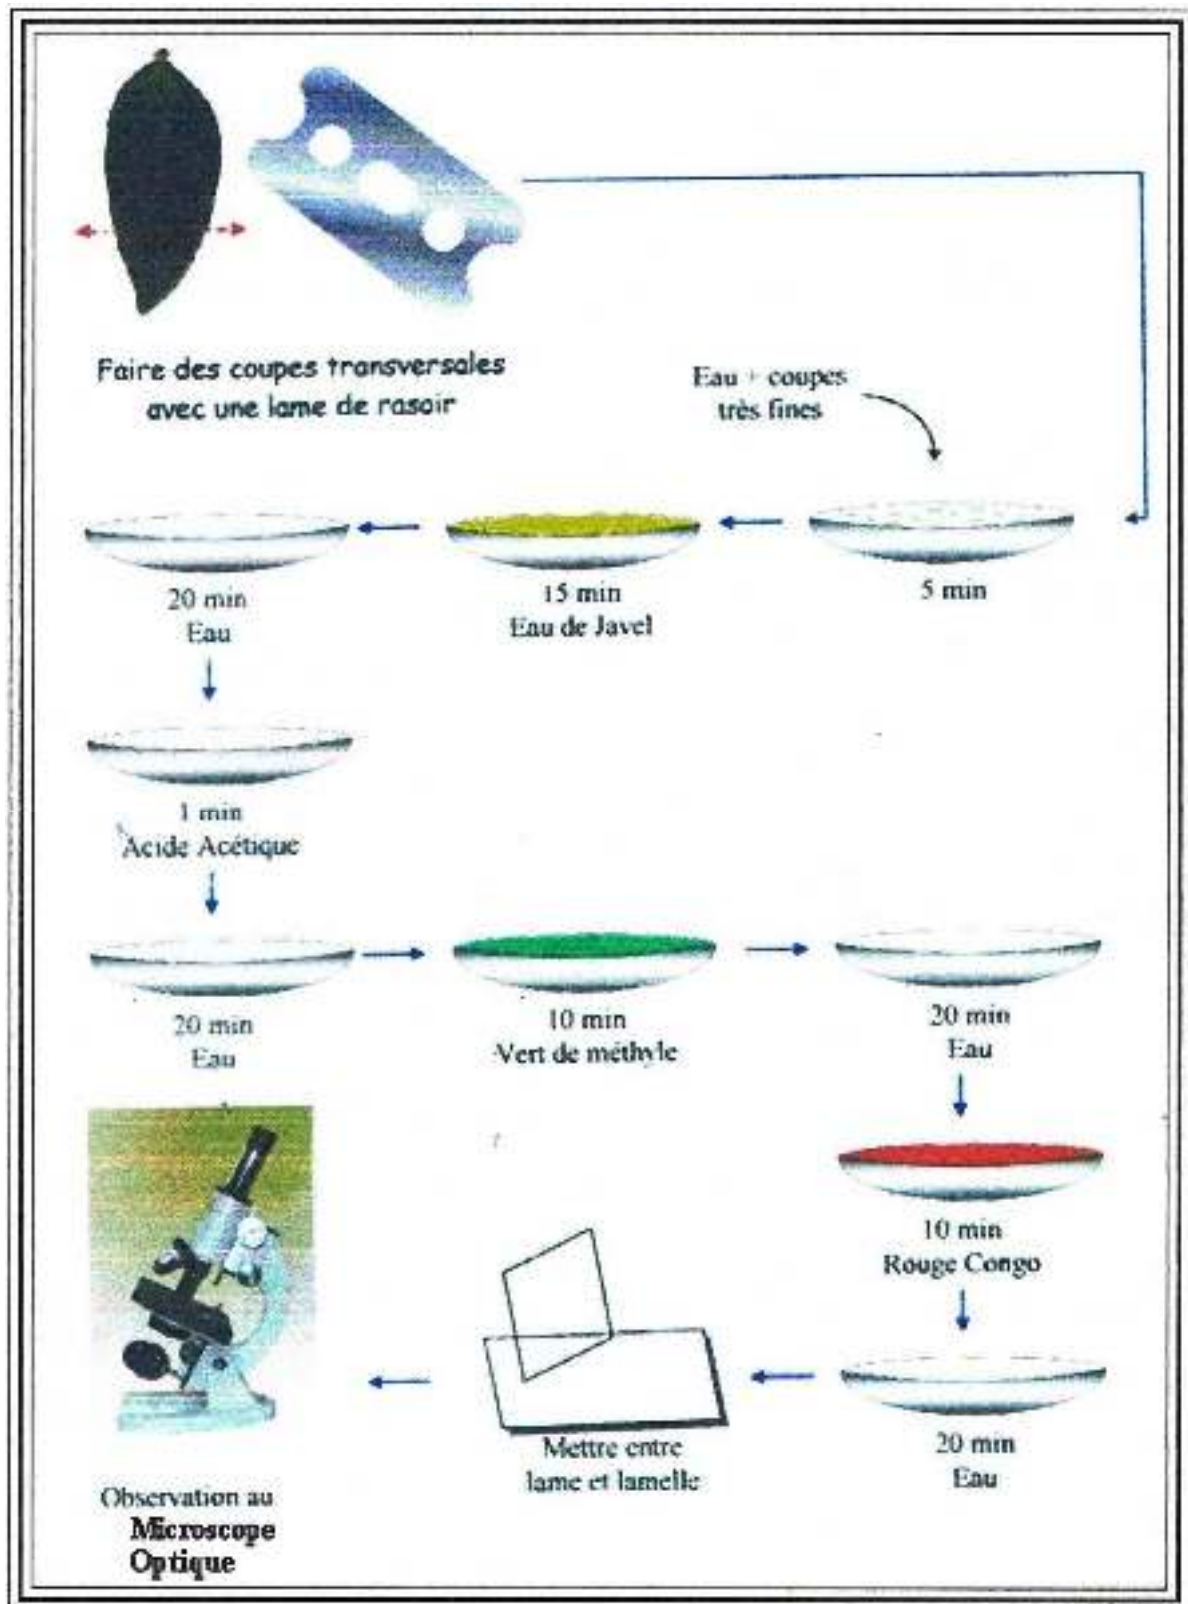 Faire des coupes transversales
avec une lame de rasoir
Eau + coupes
très fines
5 min
15 min
Eau de Javel
20 min
Eau
1 min
Acide Acétique
20 min
Eau
10 min
Vert de méthyle
20 min
Eau
10 min
Rouge Congo
20 min
Eau
Mettre entre
lame et lamelle
Observation au
Microscope
Optique